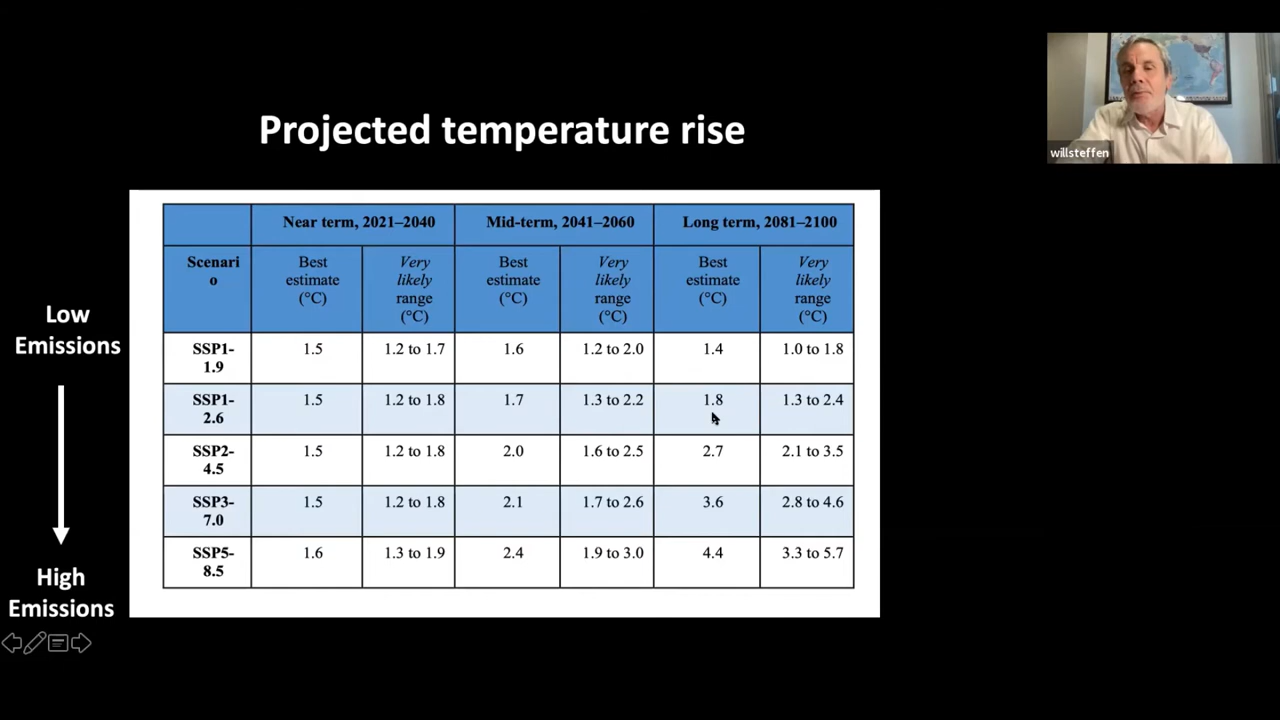 Projected temperature rise
willsteffen
Near term, 2021–2040 Mid-term, 2041–2060 Long term, 2081–2100
Scenari
o
Best
estimate
(°C)
Very
likely
range
(°C)
Best
estimate
(°C)
Very
likely
range
(°C)
Best
estimate
(°C)
Very
likely
range
(°C)
Low
Emissions
SSP1-
1.9
1.5 1.2 to 1.7 1.6 1.2 to 2.0 1.4 1.0 to 1.8
SSP1-
2.6
1.5 1.2 to 1.8 1.7 1.3 to 2.2 1.8 1.3 to 2.4
SSP2-
4.5
1.5 1.2 to 1.8 2.0 1.6 to 2.5 2.7 2.1 to 3.5
SSP3-
7.0
1.5 1.2 to 1.8 2.1 1.7 to 2.6 3.6 2.8 to 4.6
SSP5-
8.5
1.6 1.3 to 1.9 2.4 1.9 to 3.0 4.4 3.3 to 5.7
High
Emissions